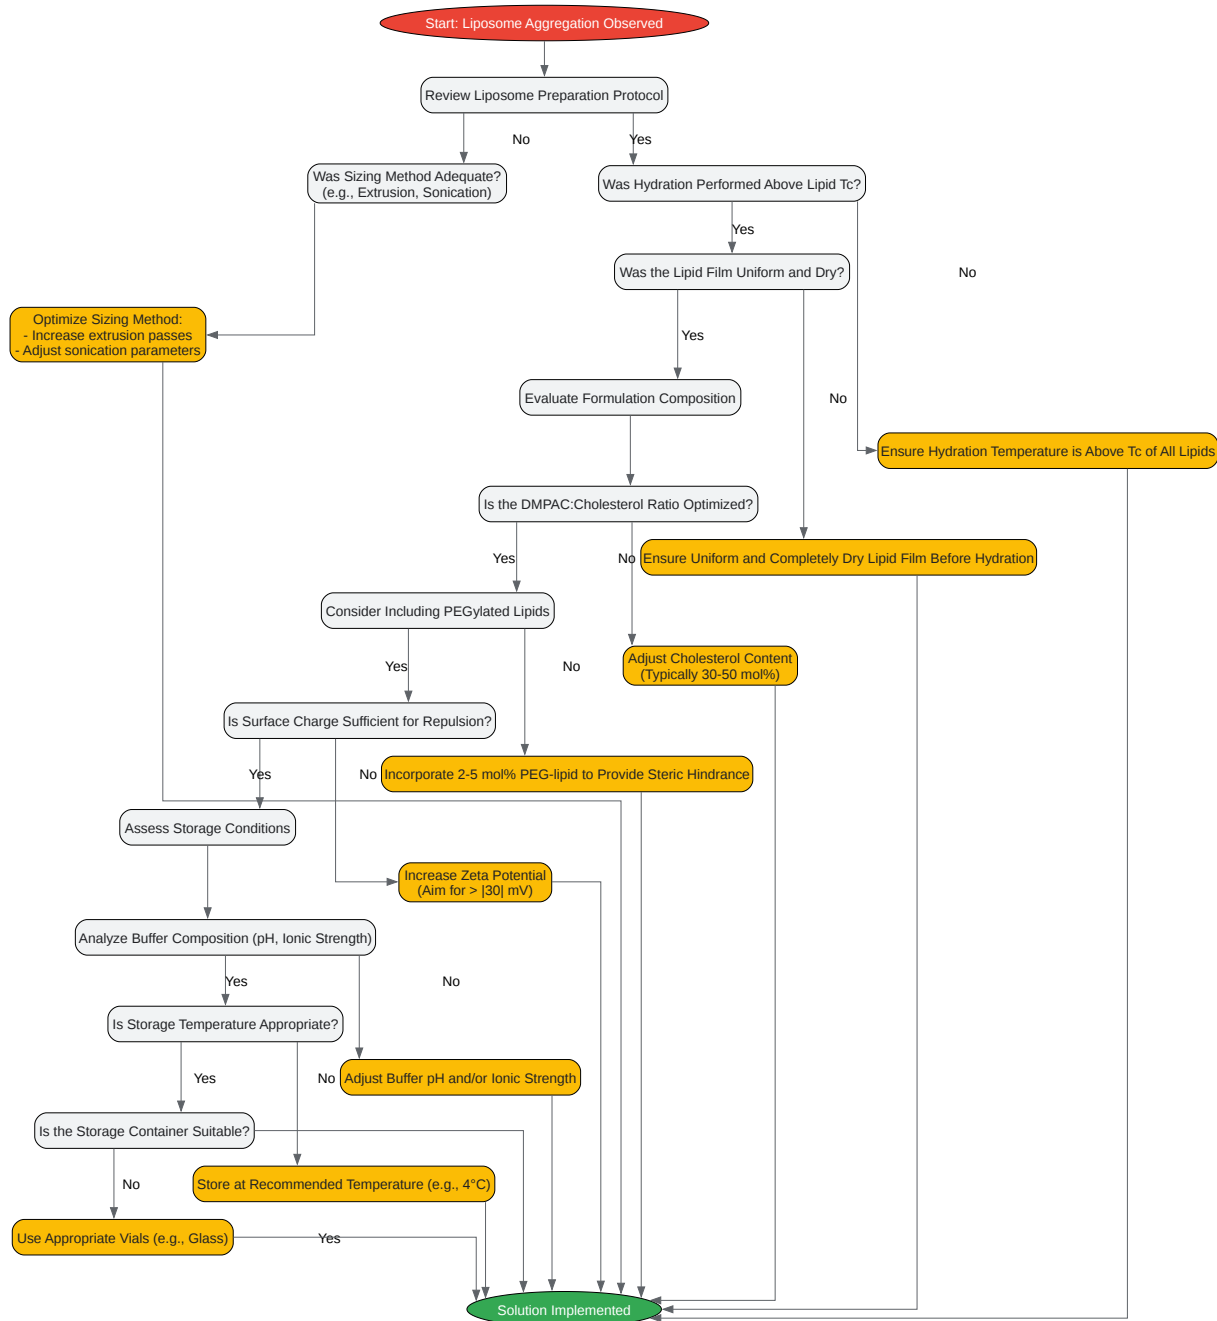 Start: Liposome Aggregation Observed
Review Liposome Preparation Protocol
No
Yes
Was Sizing Method Adequate?
(e.g., Extrusion, Sonication)
Was Hydration Performed Above Lipid Tc?
Yes
Was the Lipid Film Uniform and Dry?
No
Optimize Sizing Method:
- Increase extrusion passes
- Adjust sonication parameters
Yes
Evaluate Formulation Composition
No
Ensure Hydration Temperature is Above Tc of All Lipids
Is the DMPAC:Cholesterol Ratio Optimized?
Yes
No
Ensure Uniform and Completely Dry Lipid Film Before Hydration
Consider Including PEGylated Lipids
Yes
No
Adjust Cholesterol Content
(Typically 30-50 mol%)
Is Surface Charge Sufficient for Repulsion?
Yes
No
Incorporate 2-5 mol% PEG-lipid to Provide Steric Hindrance
Assess Storage Conditions
Increase Zeta Potential
(Aim for > |30| mV)
Analyze Buffer Composition (pH, Ionic Strength)
Yes
No
Is Storage Temperature Appropriate?
Yes
No
Adjust Buffer pH and/or Ionic Strength
Is the Storage Container Suitable?
No
Store at Recommended Temperature (e.g., 4°C)
Use Appropriate Vials (e.g., Glass)
Yes
Solution Implemented